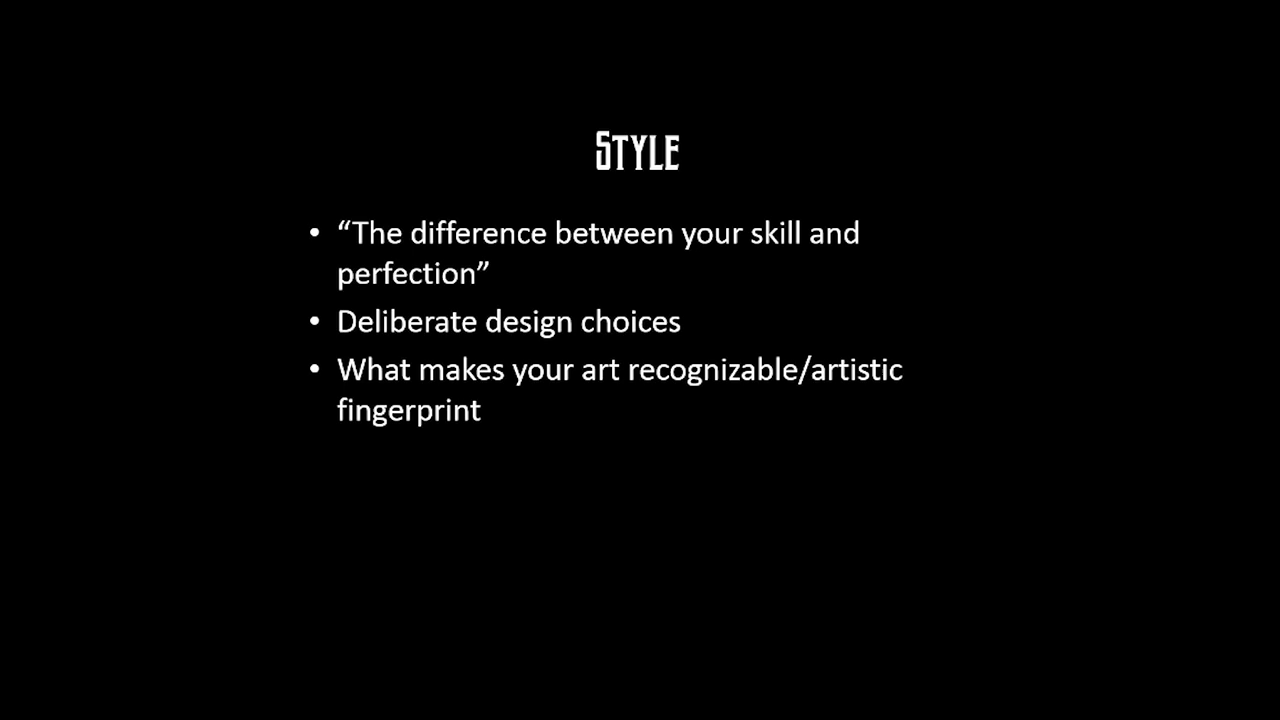 STYLE
• “The difference between your skill and
perfection”
• Deliberate design choices
• What makes your art recognizable/artistic
fingerprint